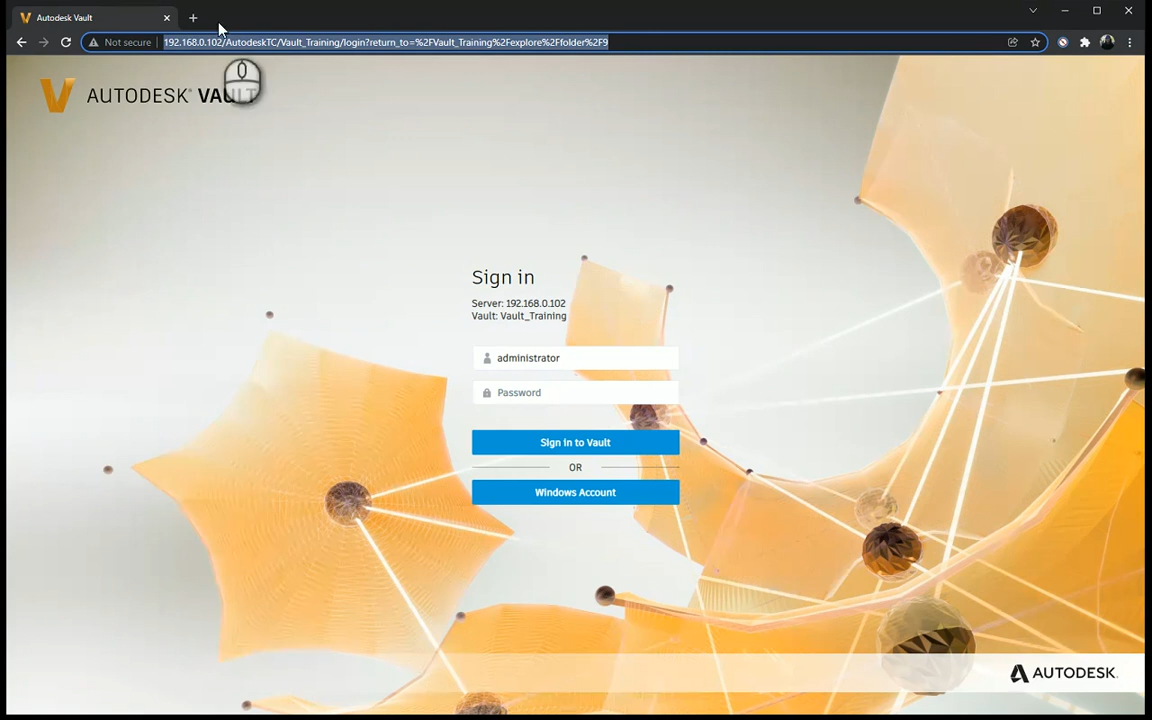 Autodesk Vault
Not secure
192.168.0.102/AutodeskTC/Vault_Training/login?return_to=%2FVault_Training%2Fexplore%2Ffolder%2F9
AUTODESK® VAULT
Sign in
Server: 192.168.0.102
Vault: Vault_Training
administrator
Password
Sign in to Vault
OR
Windows Account
AUTODESK.